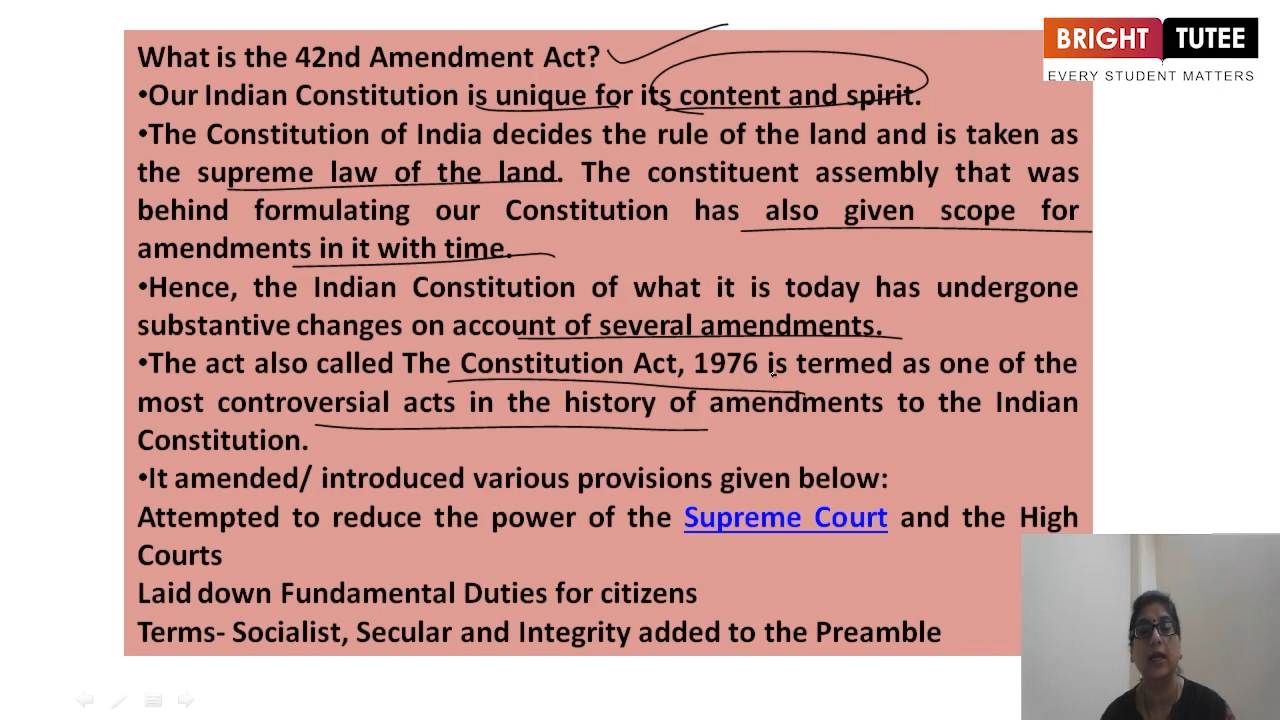 BRIGHT TUTEE
EVERY STUDENT MATTERS
What is the 42nd Amendment Act?
•Our Indian Constitution is unique for its content and spirit.
•The Constitution of India decides the rule of the land and is taken as
the supreme law of the land. The constituent assembly that was
behind formulating our Constitution has also given scope for
amendments in it with time.
•Hence, the Indian Constitution of what it is today has undergone
substantive changes on account of several amendments.
•The act also called The Constitution Act, 1976 is termed as one of the
most controversial acts in the history of amendments to the Indian
Constitution.
•It amended/ introduced various provisions given below:
Attempted to reduce the power of the Supreme Court and the High
Courts
Laid down Fundamental Duties for citizens
Terms- Socialist, Secular and Integrity added to the Preamble